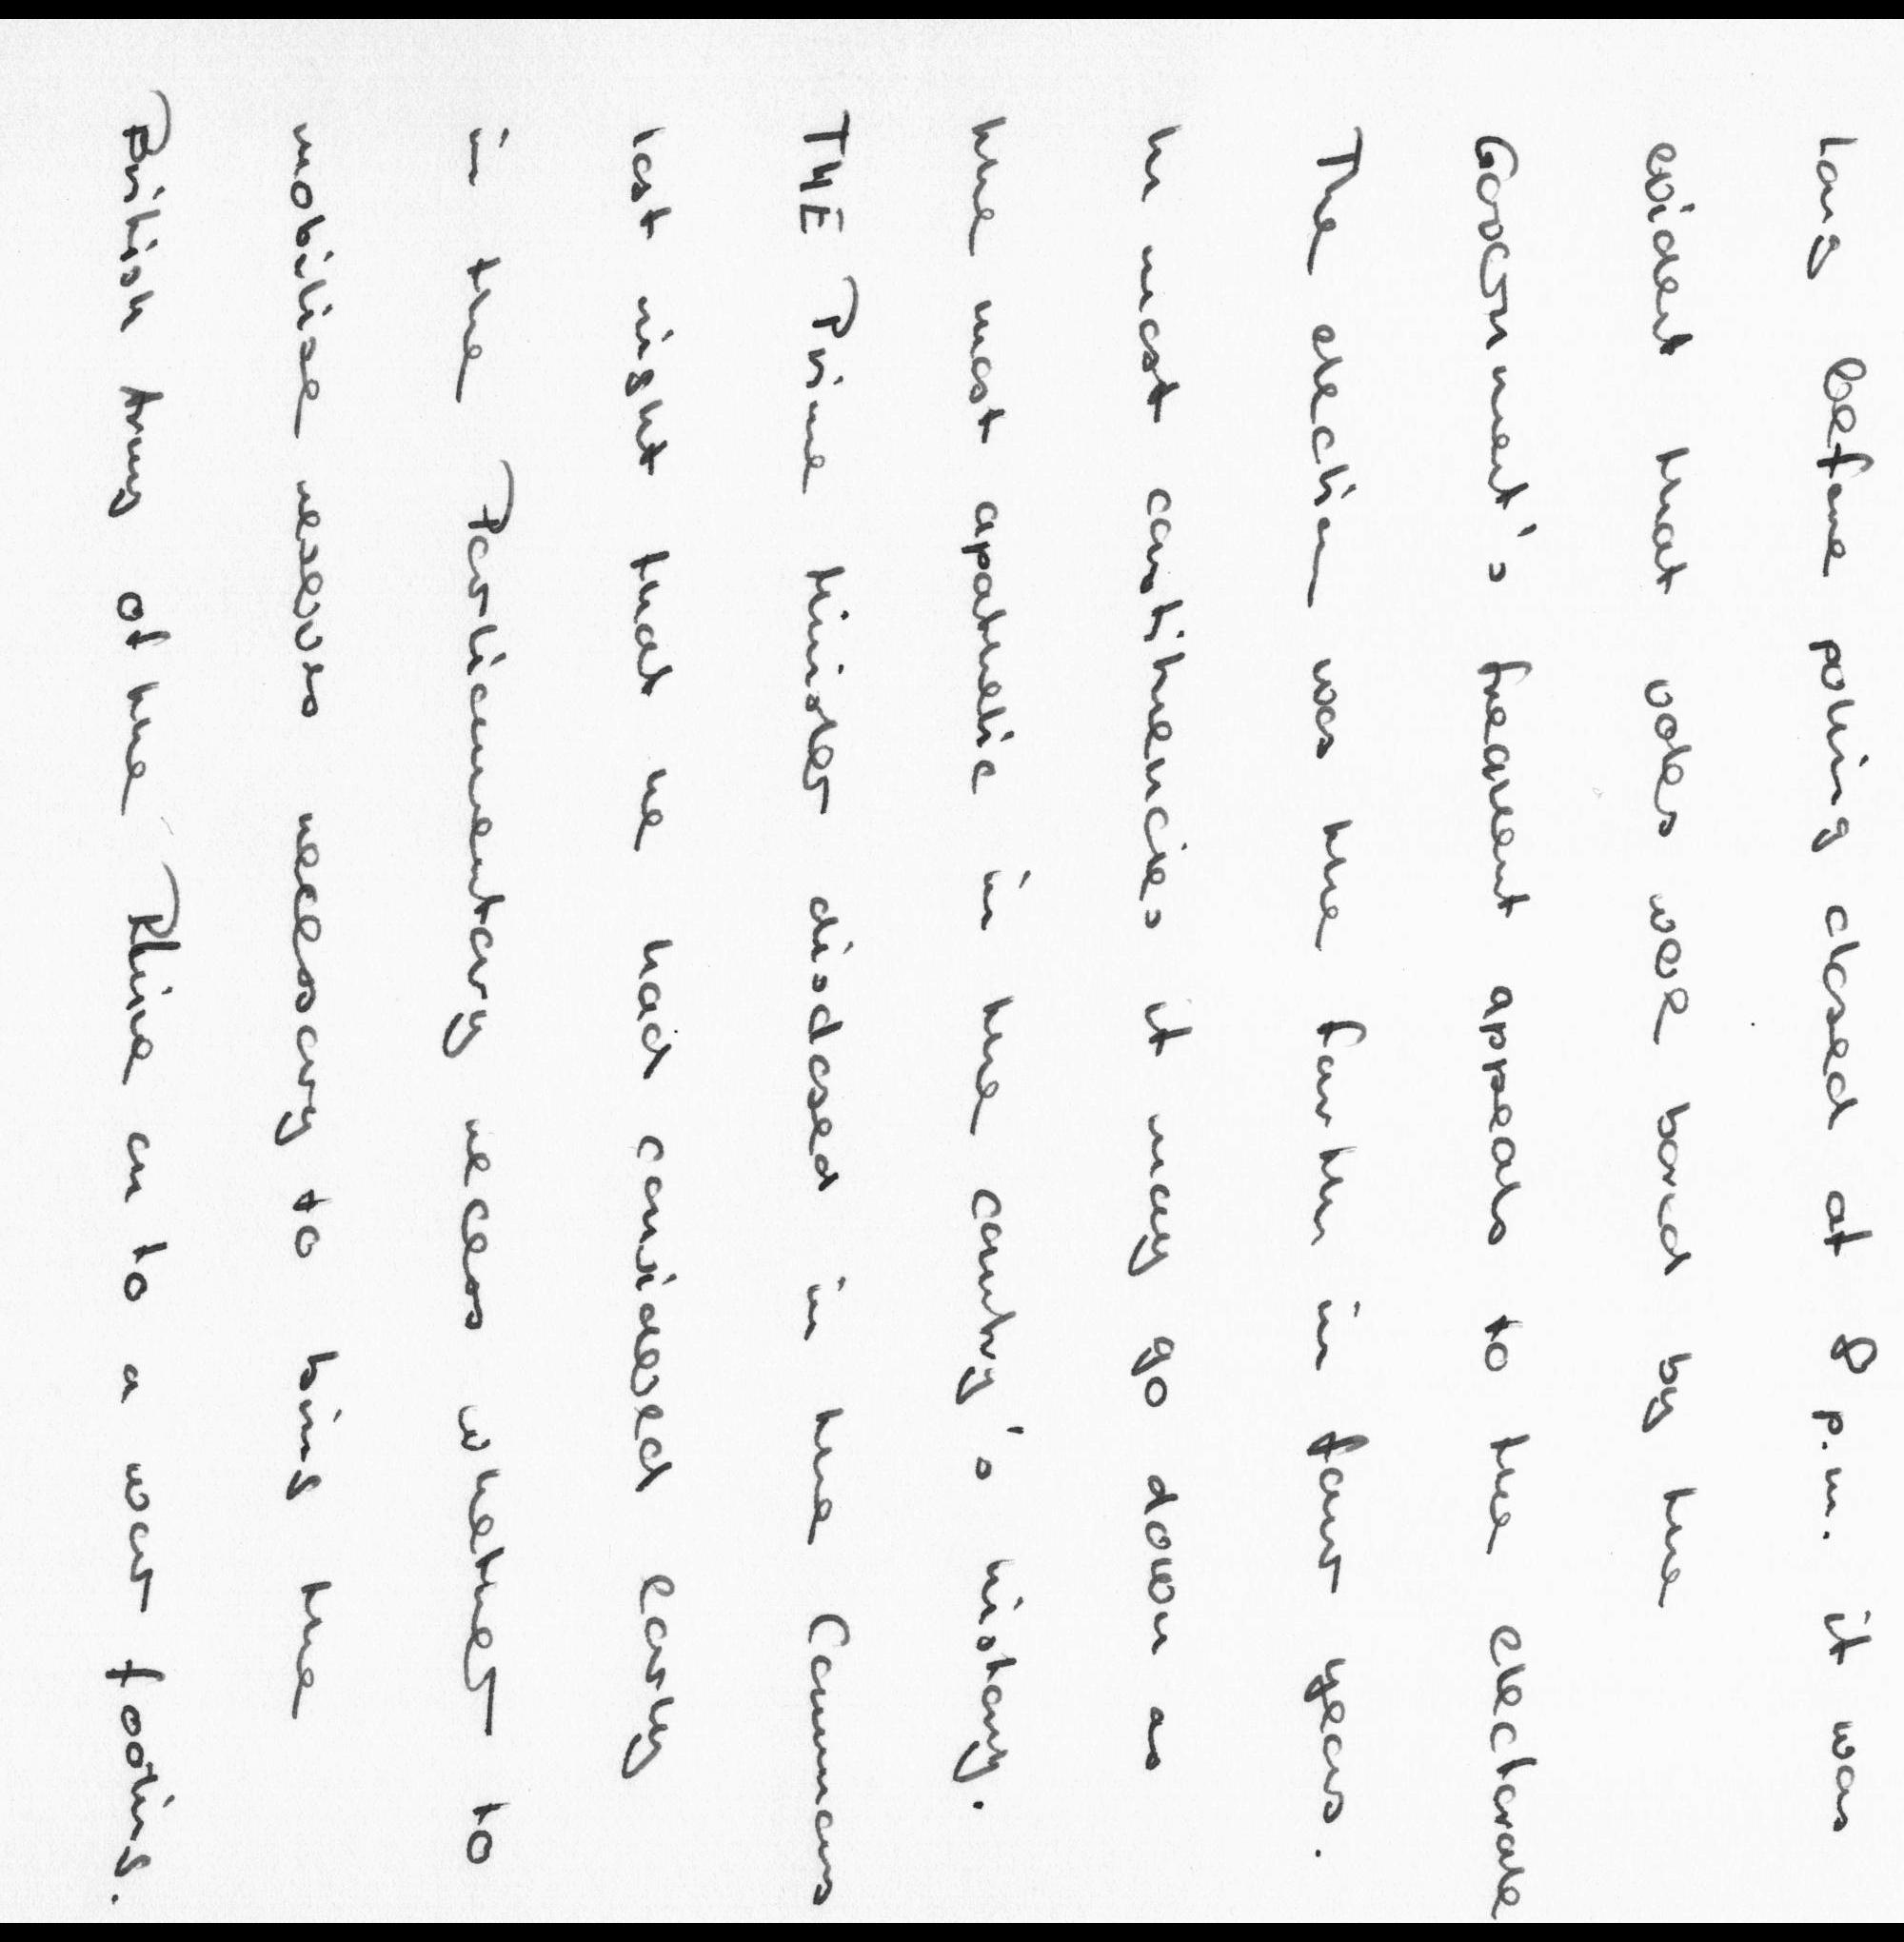 Long before polling closed at 8 p.m. it was
evident that votes were bored by the
Government's frequent appeals to the electorate
The election was the fourth in four years.
In most constituencies it may go down as
the most apathetic in the country's history.
THE Prime Minister disclosed in the Commons
last night that he had considered early
in the Parliamentary recess whether to
mobilise reserves necessary to bring the
British Army of the Rhine on to a war footing.